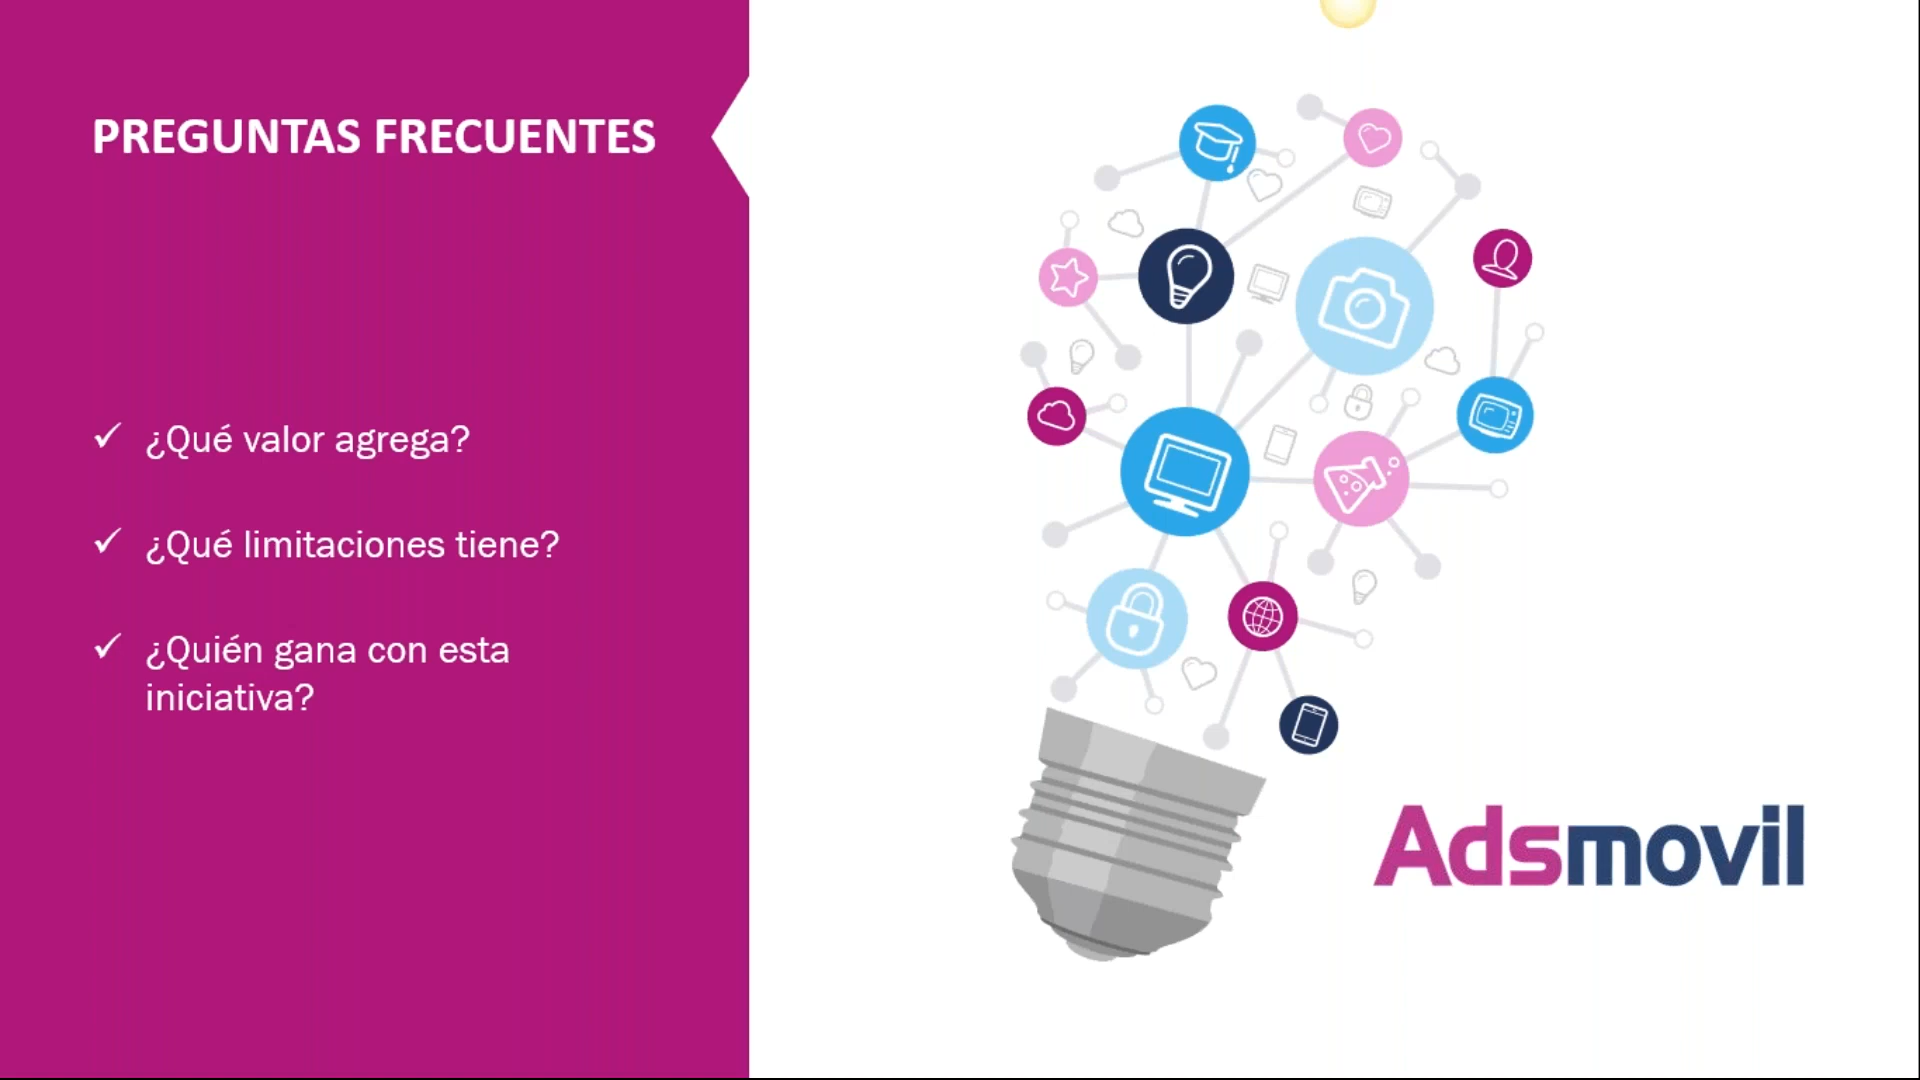 PREGUNTAS FRECUENTES
✓ ¿Qué valor agrega?
✓ ¿Qué limitaciones tiene?
✓ ¿Quién gana con esta
iniciativa?
Adsmovil